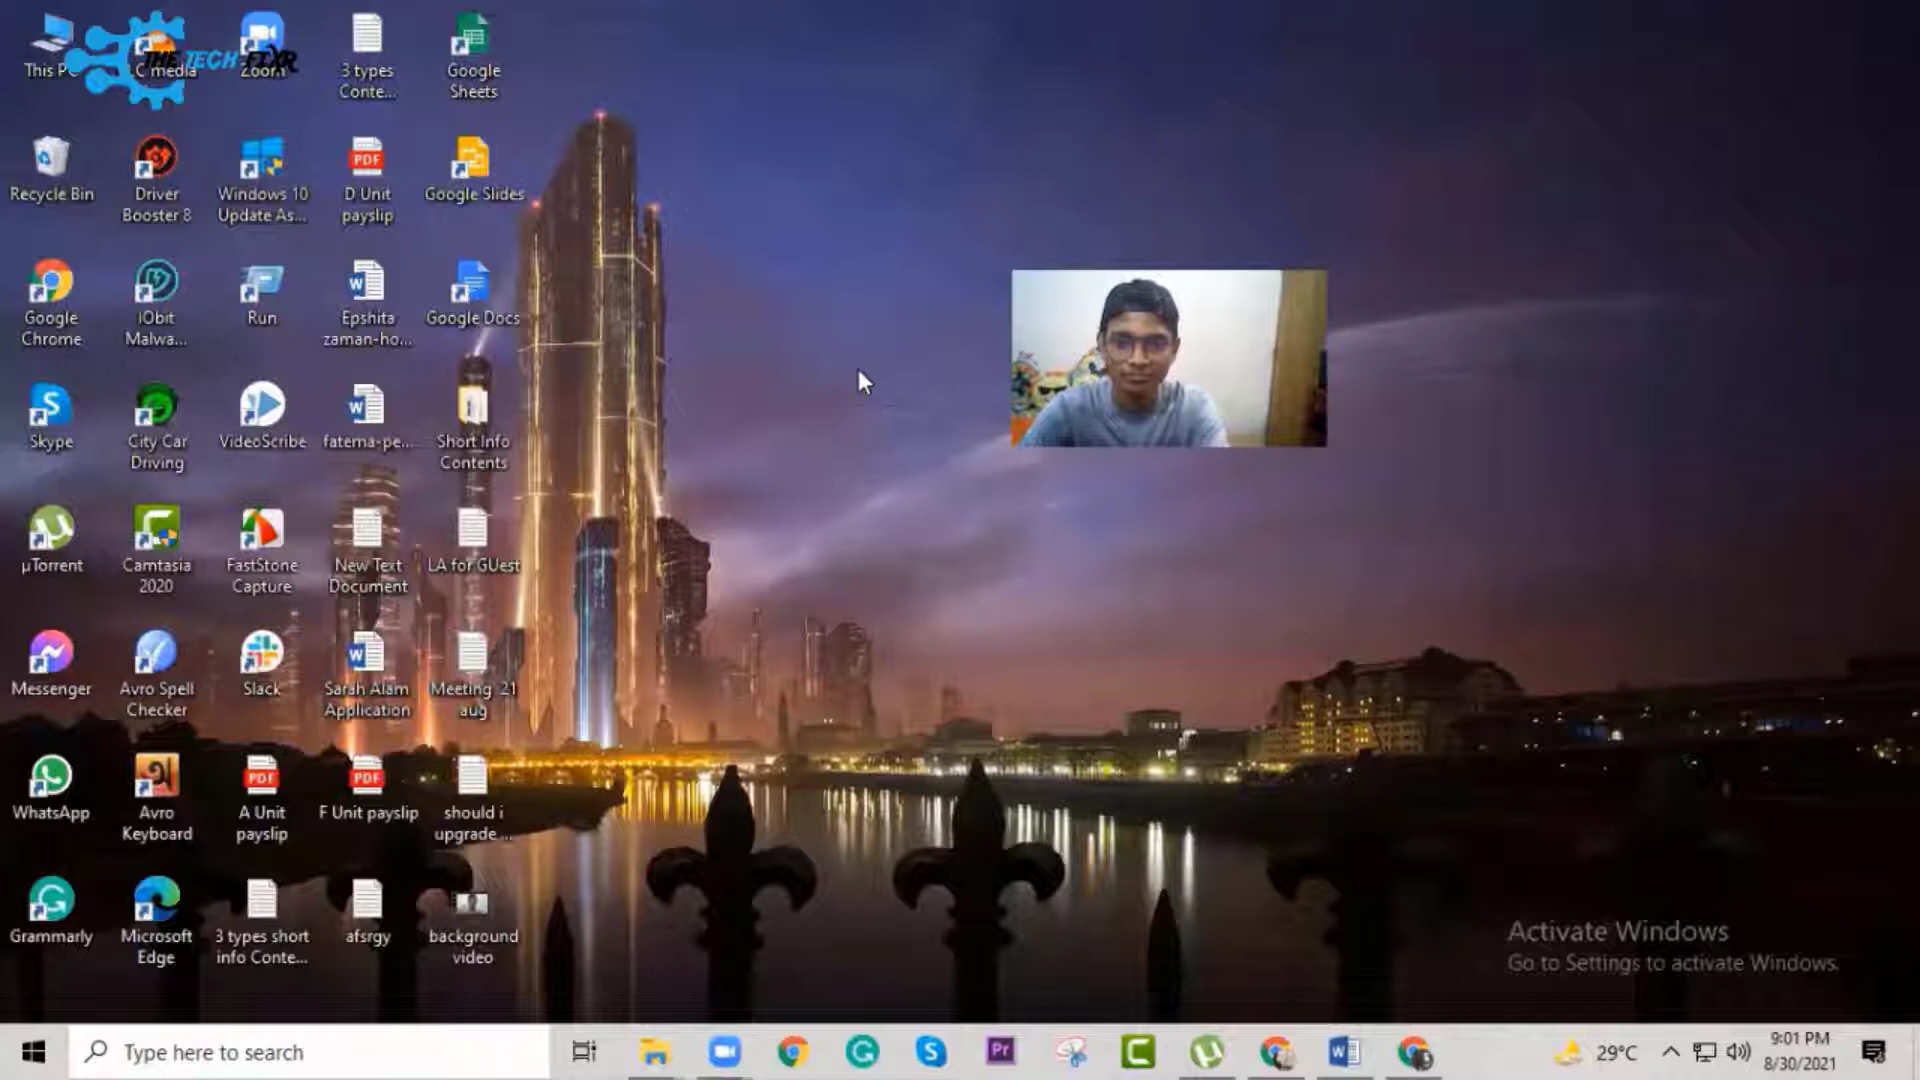 This PC
VLC media
Zoom
THE TECH FIXR
3 types
Conte...
Google
Sheets
Recycle Bin
Driver
Booster 8
Windows 10
Update As...
D Unit
payslip
Google Slides
Google
Chrome
IObit
Malwa...
Run
Epshita
zaman-ho...
Google Docs
Skype
City Car
Driving
VideoScribe
fatema-pe...
Short Info
Contents
µTorrent
Camtasia
2020
FastStone
Capture
New Text
Document
LA for GUest
Messenger
Avro Spell
Checker
Slack
Sarah Alam
Application
Meeting 21
aug
WhatsApp
Avro
Keyboard
A Unit
payslip
F Unit payslip
should i
upgrade ...
Grammarly
Microsoft
Edge
3 types short
info Conte...
afsrgy
background
video
Activate Windows
Go to Settings to activate Windows.
Type here to search
29°C
9:01 PM
8/30/2021